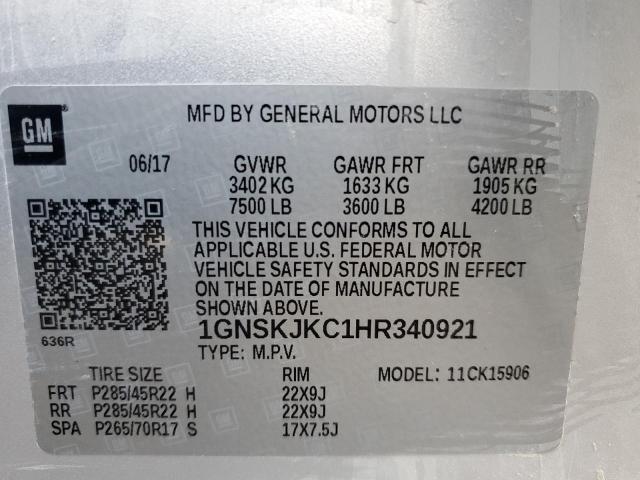 GM
MFD BY GENERAL MOTORS LLC
06/17 GVWR GAWR FRT GAWR RR
3402 KG 1633 KG 1905 KG
7500 LB 3600 LB 4200 LB
THIS VEHICLE CONFORMS TO ALL
APPLICABLE U.S. FEDERAL MOTOR
VEHICLE SAFETY STANDARDS IN EFFECT
ON THE DATE OF MANUFACTURE
SHOWN ABOVE.
1GNSKJKC1HR340921
636R
TYPE: M.P.V.
TIRE SIZE RIM MODEL: 11CK15906
FRT P285/45R22 H 22X9J
RR P285/45R22 H 22X9J
SPA P265/70R17 S 17X7.5J